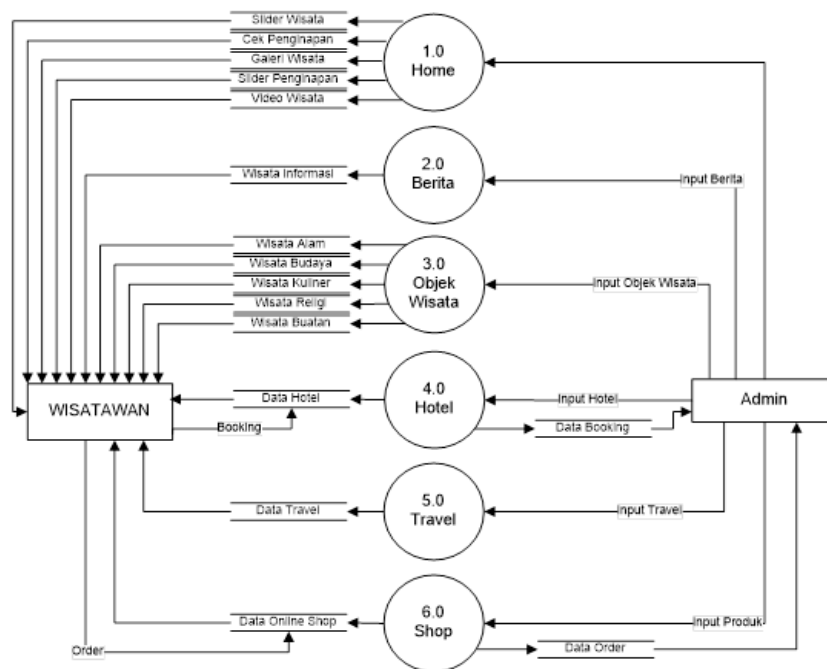 Slider Wisata
Cek Penginapan
Galeri Wisata
Slider Penginapan
Video Wisata
1.0
Home
Wisata Informasi
2.0
Berita
Input Berita
Wisata Alam
Wisata Budaya
Wisata Kuliner
Wisata Religi
Wisata Buatan
3.0
Objek
Wisata
Input Objek Wisata
WISATAWAN
Data Hotel
Booking
4.0
Hotel
Input Hotel
Data Booking
Admin
Data Travel
5.0
Travel
Input Travel
Data Online Shop
Order
6.0
Shop
Input Produk
Data Order